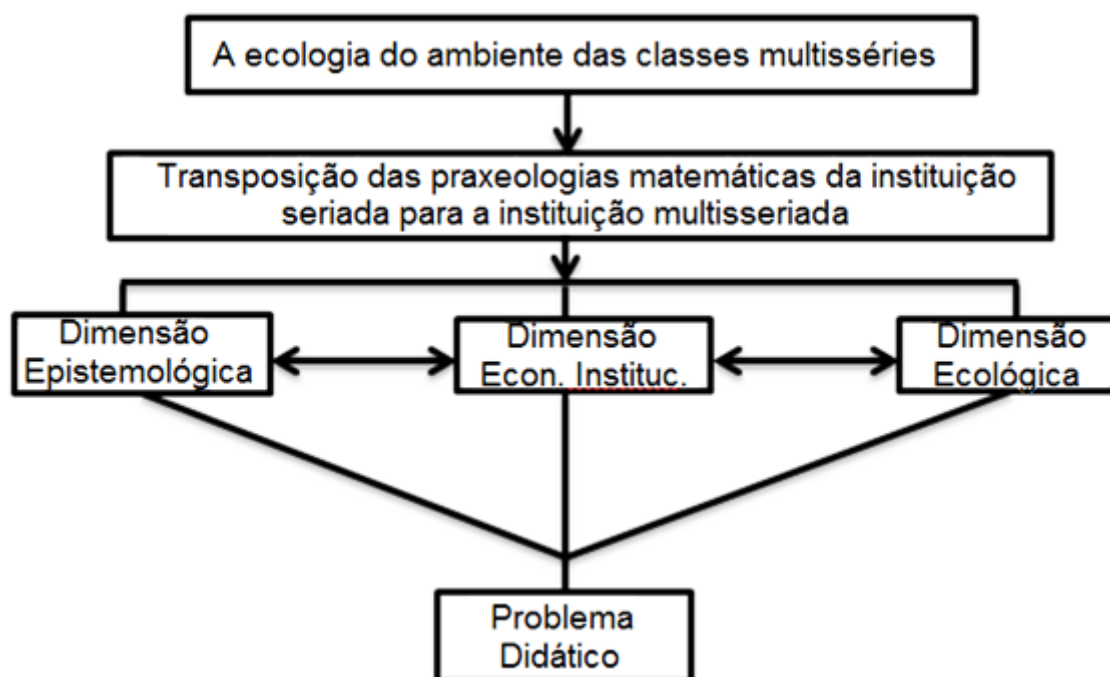 A ecologia do ambiente das classes multisséries
Transposição das praxeologias matemáticas da instituição
seriada para a instituição multisseriada
Dimensão
Epistemológica
Dimensão
Econ. Instituc.
Dimensão
Ecológica
Problema
Didático